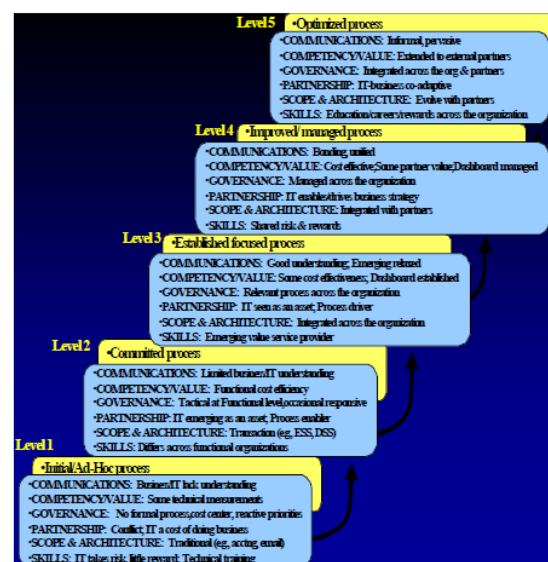 Level 5
•Optimized process
•COMMUNICATIONS: Informal, pervasive
•COMPETENCY/VALUE: Extended to external partners
•GOVERNANCE: Integrated across the org & partners
•PARTNERSHIP: IT-business co-adaptive
•SCOPE & ARCHITECTURE: Evolve with partners
•SKILLS: Education/careers/rewards across the organization
Level 4
•Improved/ managed process
•COMMUNICATIONS: Bonding, unified
•COMPETENCY/VALUE: Cost effective,Some partner value,Dashboard managed
•GOVERNANCE: Managed across the organization
•PARTNERSHIP: IT enables/drives business strategy
•SCOPE & ARCHITECTURE: Integrated with partners
•SKILLS: Shared risk & rewards
Level 3
•Established focused process
•COMMUNICATIONS: Good understanding; Emerging relaxed
•COMPETENCY/VALUE: Some cost effectiveness; Dashboard established
•GOVERNANCE: Relevant process across the organization
•PARTNERSHIP: IT seen as an asset; Process driver
•SCOPE & ARCHITECTURE: Integrated across the organization
•SKILLS: Emerging value service provider
Level 2
•Committed process
•COMMUNICATIONS: Limited business/IT understanding
•COMPETENCY/VALUE: Functional cost efficiency
•GOVERNANCE: Tactical at Functional level,occasional responsive
•PARTNERSHIP: IT emerging as an asset; Process enabler
•SCOPE & ARCHITECTURE: Transaction (eg, ESS, DSS)
•SKILLS: Differs across functional organizations
Level 1
•Initial/Ad-Hoc process
•COMMUNICATIONS: Business/IT lack understanding
•COMPETENCY/VALUE: Some technical measurements
•GOVERNANCE: No formal process,cost center, reactive priorities
•PARTNERSHIP: Conflict; IT a cost of doing business
•SCOPE & ARCHITECTURE: Traditional (eg, acctng, email)
•SKILLS: IT takes risk, little reward; Technical training